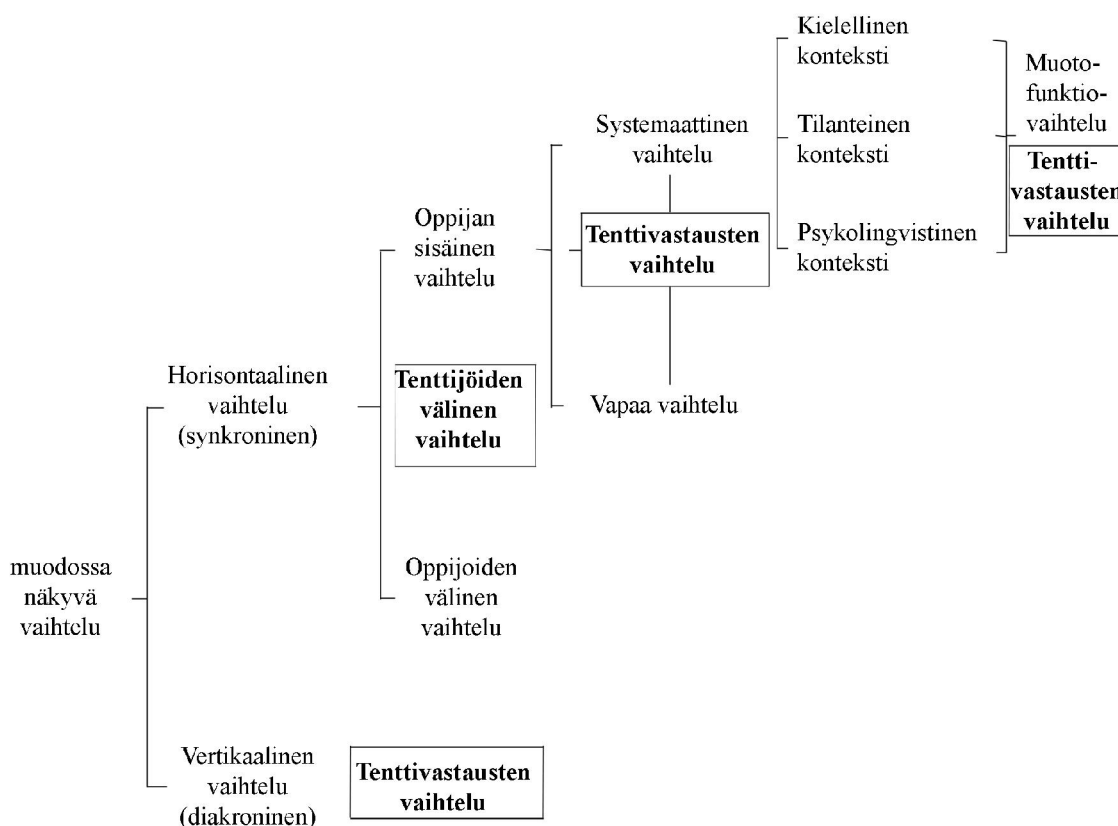 Kielellinen
konteksti
Muoto-
funktio-
vaihtelu
Systemaattinen
vaihtelu
Tilanteinen
konteksti
Tentti-
vastausten
vaihtelu
Oppijan
sisäinen
vaihtelu
Tenttivastausten
vaihtelu
Psykolingvistinen
konteksti
Horisontaalinen
vaihtelu
(synkroninen)
Tenttijöiden
välinen
vaihtelu
Vapaa vaihtelu
muodossa
näkyvä
vaihtelu
Oppijoiden
välinen
vaihtelu
Vertikaalinen
vaihtelu
(diakroninen)
Tenttivastausten
vaihtelu